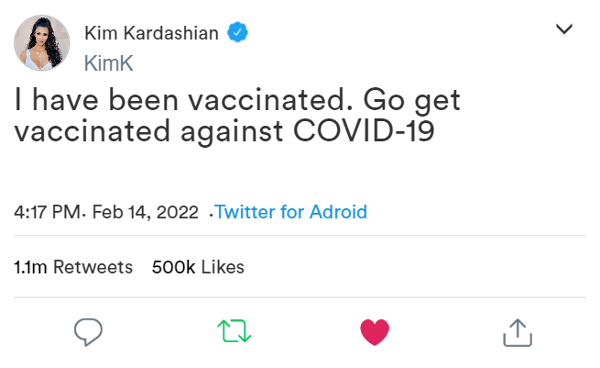 Kim Kardashian
KimK
I have been vaccinated. Go get
vaccinated against COVID-19
4:17 PM. Feb 14, 2022 .Twitter for Adroid
1.1m Retweets 500k Likes